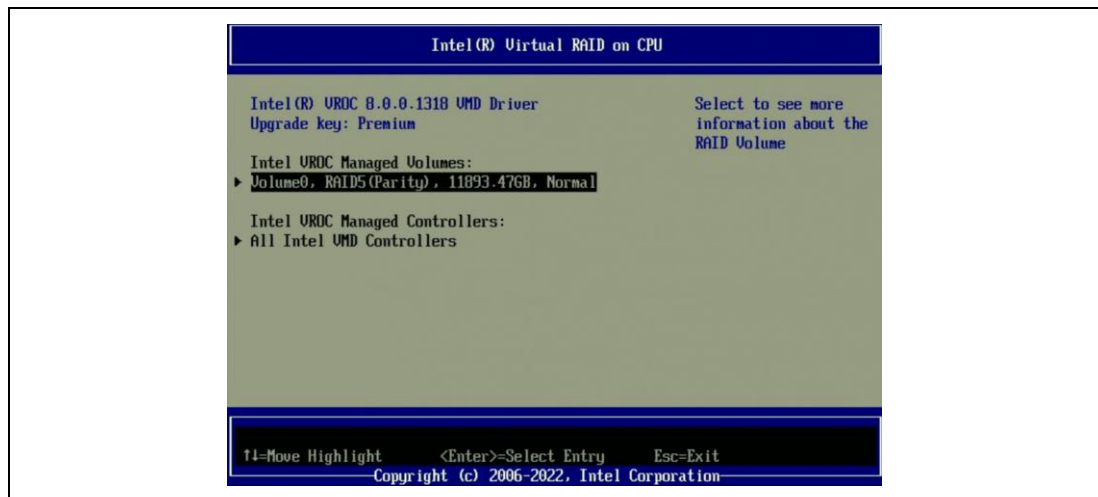 Intel(R) Virtual RAID on CPU
Intel(R) VROC 8.0.0.1318 VMD Driver
Upgrade key: Premium
Intel VROC Managed Volumes:
▶ Volume0, RAID5(Parity), 11893.47GB, Normal
Intel VROC Managed Controllers:
▶ All Intel VMD Controllers
Select to see more
information about the
RAID Volume
↑↓=Move Highlight <Enter>=Select Entry Esc=Exit
Copyright (c) 2006-2022, Intel Corporation